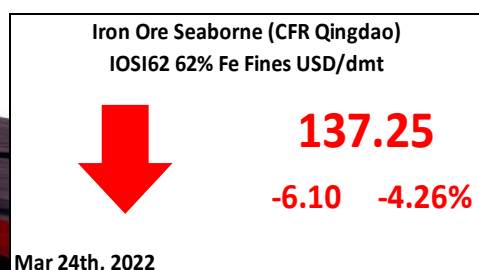 Iron Ore Seaborne (CFR Qingdao)
IOSI62 62% Fe Fines USD/dmt
137.25
-6.10 -4.26%
Mar 24th, 2022